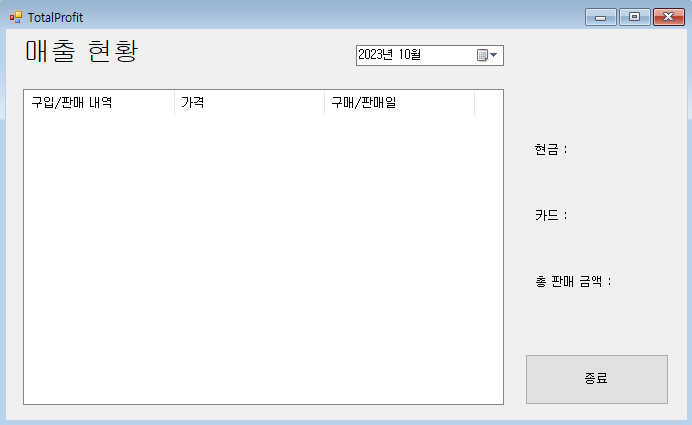 TotalProfit
매출 현황
2023년 10월
구입/판매 내역 가격 구매/판매일
현금 :
카드 :
총 판매 금액 :
종료